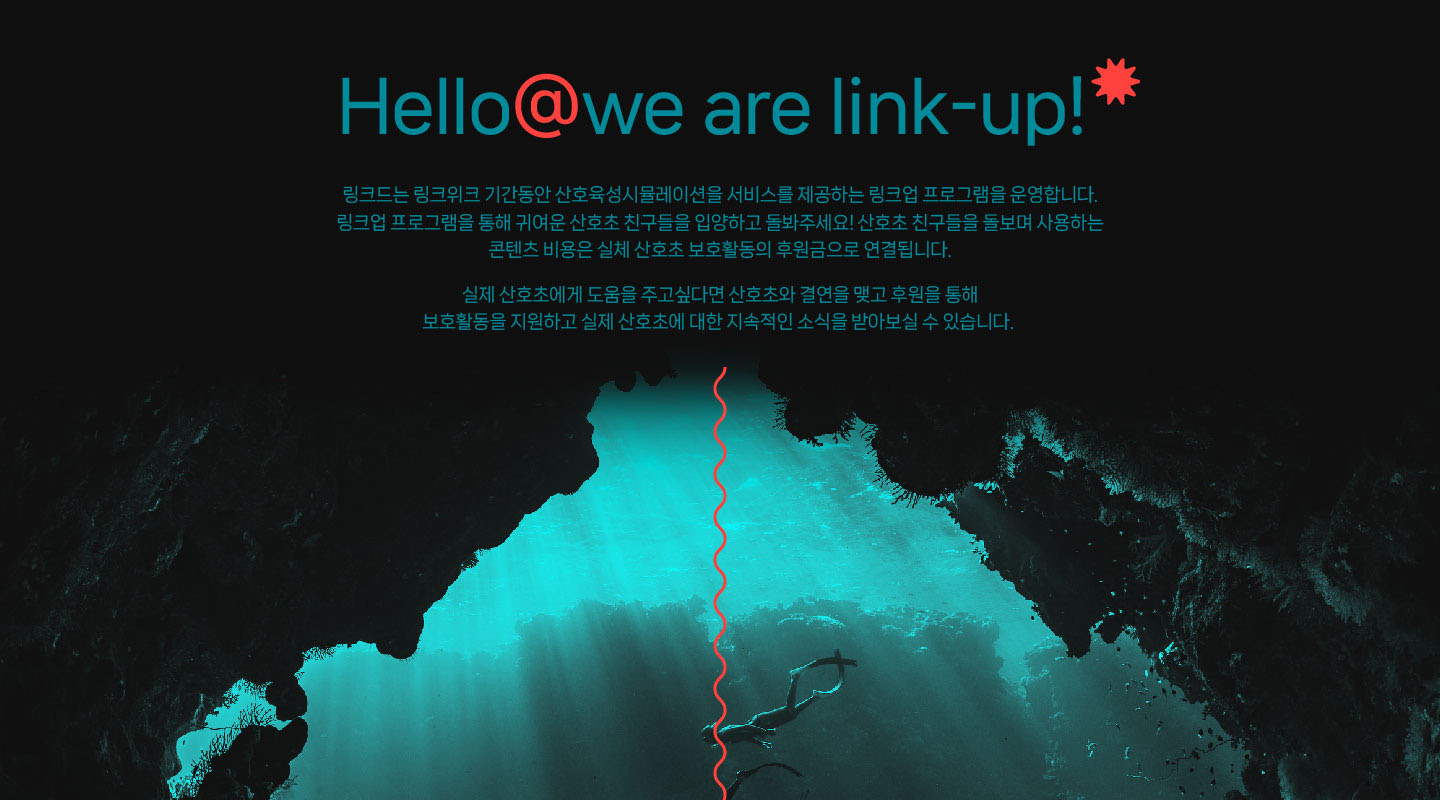 Hello@we are link-up!
링크드는 링크위크 기간동안 산호육성시뮬레이션을 서비스를 제공하는 링크업 프로그램을 운영합니다.
링크업 프로그램을 통해 귀여운 산호초 친구들을 입양하고 돌봐주세요! 산호초 친구들을 돌보며 사용하는
콘텐츠 비용은 실체 산호초 보호활동의 후원금으로 연결됩니다.
실제 산호초에게 도움을 주고싶다면 산호초와 결연을 맺고 후원을 통해
보호활동을 지원하고 실제 산호초에 대한 지속적인 소식을 받아보실 수 있습니다.